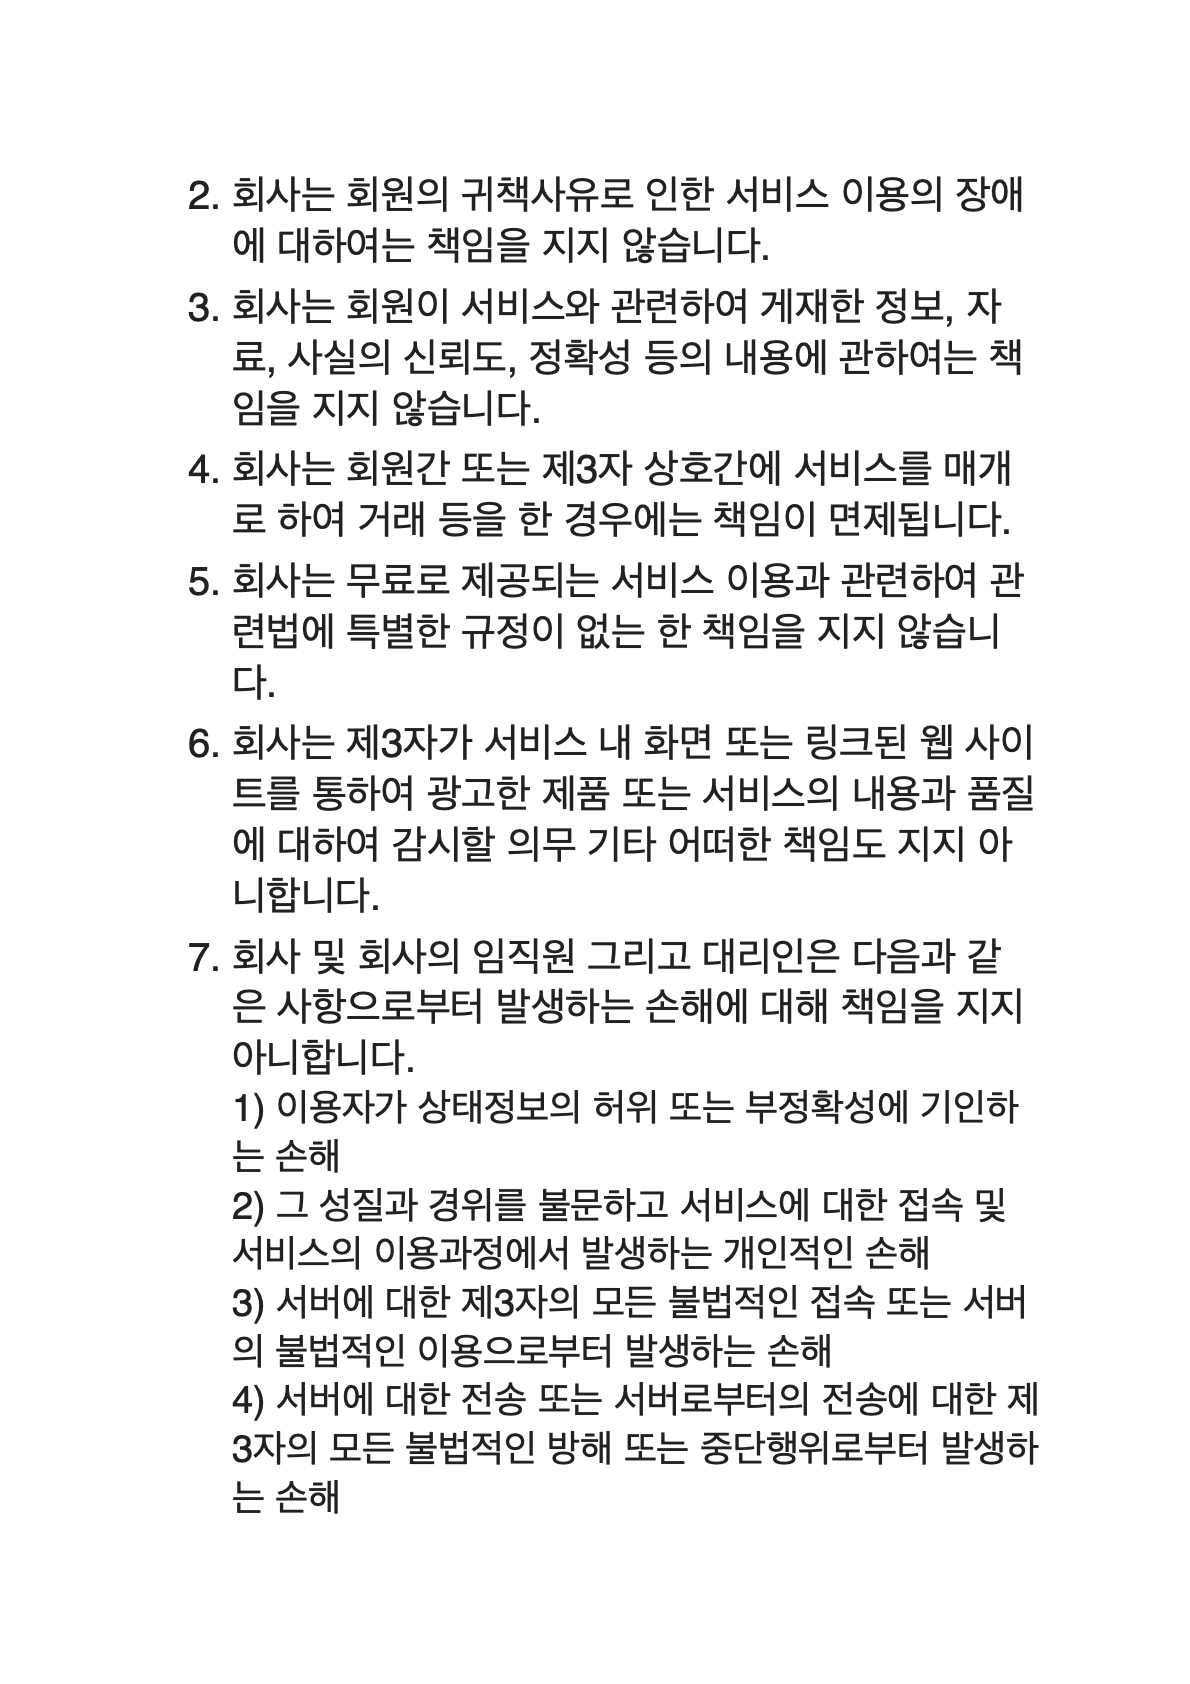 2. 회사는 회원의 귀책사유로 인한 서비스 이용의 장애
에 대하여는 책임을 지지 않습니다.
3. 회사는 회원이 서비스와 관련하여 게재한 정보, 자
료, 사실의 신뢰도, 정확성 등의 내용에 관하여는 책
임을 지지 않습니다.
4. 회사는 회원간 또는 제3자 상호간에 서비스를 매개
로 하여 거래 등을 한 경우에는 책임이 면제됩니다.
5. 회사는 무료로 제공되는 서비스 이용과 관련하여 관
련법에 특별한 규정이 없는 한 책임을 지지 않습니
다.
6. 회사는 제3자가 서비스 내 화면 또는 링크된 웹 사이
트를 통하여 광고한 제품 또는 서비스의 내용과 품질
에 대하여 감시할 의무 기타 어떠한 책임도 지지 아
니합니다.
7. 회사 및 회사의 임직원 그리고 대리인은 다음과 같
은 사항으로부터 발생하는 손해에 대해 책임을 지지
아니합니다.
1) 이용자가 상태정보의 허위 또는 부정확성에 기인하
는 손해
2) 그 성질과 경위를 불문하고 서비스에 대한 접속 및
서비스의 이용과정에서 발생하는 개인적인 손해
3) 서버에 대한 제3자의 모든 불법적인 접속 또는 서버
의 불법적인 이용으로부터 발생하는 손해
4) 서버에 대한 전송 또는 서버로부터의 전송에 대한 제
3자의 모든 불법적인 방해 또는 중단행위로부터 발생하
는 손해